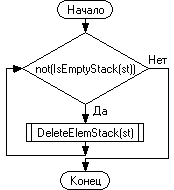 Начало
not(IsEmptyStack(st))
Нет
Да
DeleteElemStack(st)
Конец